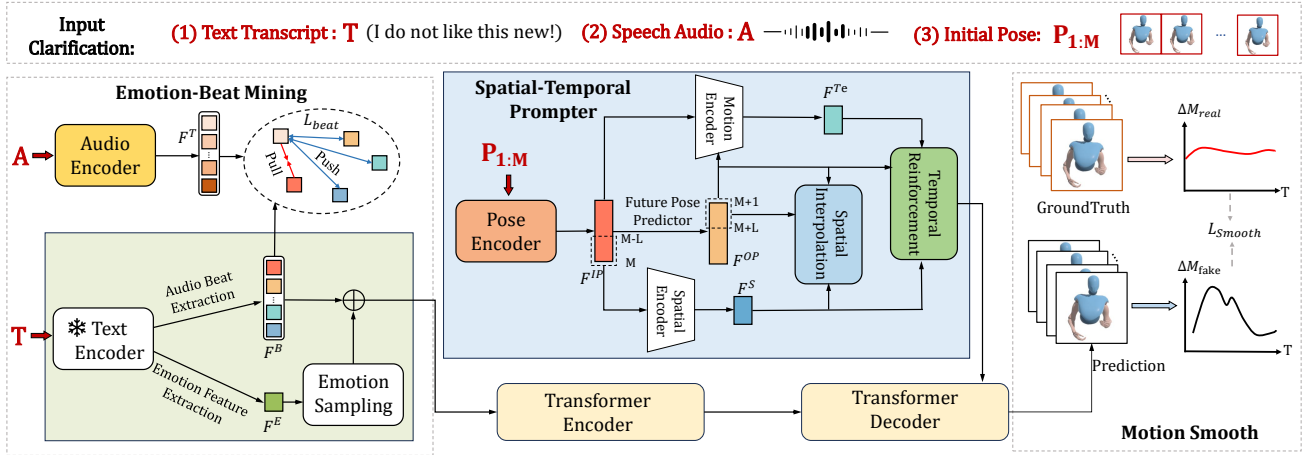 Input
Clarification:
(1) Text Transcript : T (I do not like this new!)
(2) Speech Audio : A
(3) Initial Pose: P1:M
...
Emotion-Beat Mining
A
Audio
Encoder
F^T
L_beat
Pull
Push
Audio Beat
Extraction
T
Text
Encoder
F^B
Emotion Feature
Extraction
F^E
Emotion
Sampling
Spatial-Temporal
Prompter
P1:M
Pose
Encoder
F^IP
M-L
M
Future Pose
Predictor
Motion
Encoder
F^Te
M+1
M+L
F^OP
Spatial
Encoder
F^S
Spatial
Interpolation
Temporal
Reinforcement
Transformer
Encoder
Transformer
Decoder
GroundTruth
ΔM_real
T
L_Smooth
Prediction
ΔM_fake
T
Motion Smooth